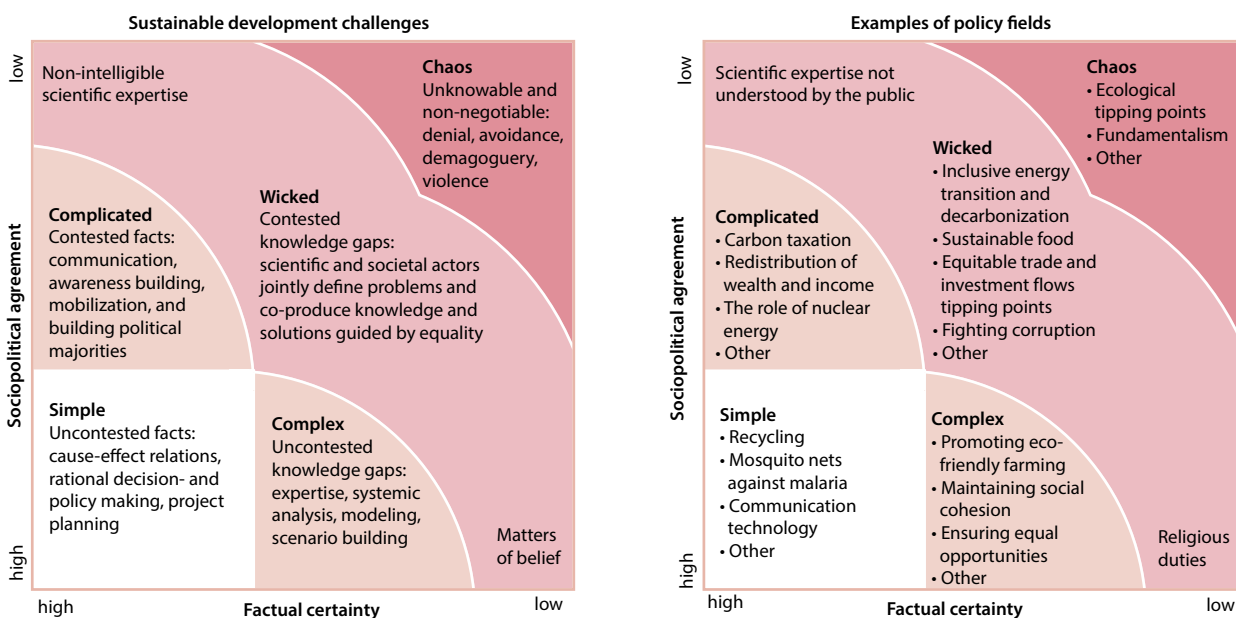 Sustainable development challenges
low
high
Sociopolitical agreement
Non-intelligible
scientific expertise
Chaos
Unknowable and
non-negotiable:
denial, avoidance,
demagoguery,
violence
Complicated
Contested facts:
communication,
awareness building,
mobilization, and
building political
majorities
Wicked
Contested
knowledge gaps:
scientific and societal actors
jointly define problems and
co-produce knowledge and
solutions guided by equality
Simple
Uncontested facts:
cause-effect relations,
rational decision- and
policy making, project
planning
Complex
Uncontested
knowledge gaps:
expertise, systemic
analysis, modeling,
scenario building
Matters
of belief
high
Factual certainty
low
Examples of policy fields
low
high
Sociopolitical agreement
Scientific expertise not
understood by the public
Chaos
• Ecological
tipping points
• Fundamentalism
• Other
Complicated
• Carbon taxation
• Redistribution of
wealth and income
• The role of nuclear
energy
• Other
Wicked
• Inclusive energy
transition and
decarbonization
• Sustainable food
• Equitable trade and
investment flows
tipping points
• Fighting corruption
• Other
Simple
• Recycling
• Mosquito nets
against malaria
• Communication
technology
• Other
Complex
• Promoting eco-
friendly farming
• Maintaining social
cohesion
• Ensuring equal
opportunities
• Other
Religious
duties
high
Factual certainty
low